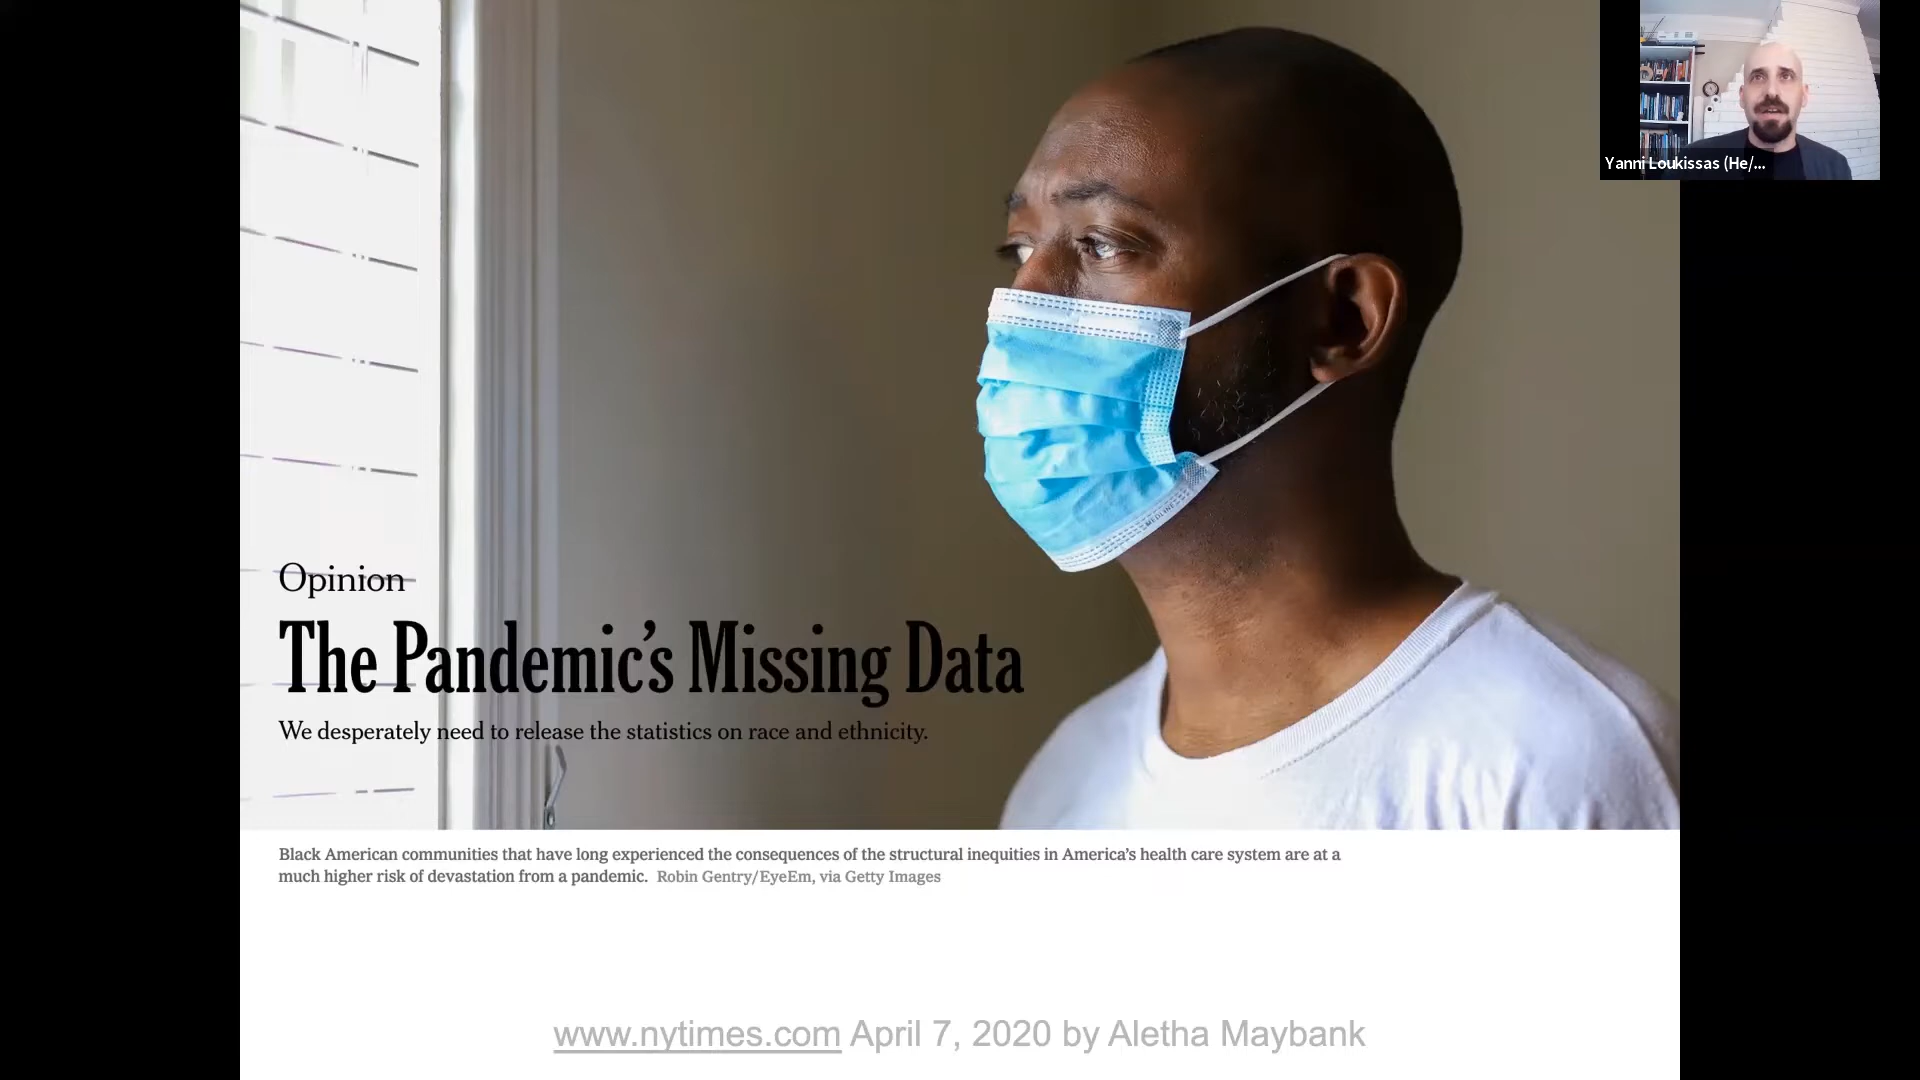 Yanni Loukissas (He/...
MEDLINE
Opinion
The Pandemic's Missing Data
We desperately need to release the statistics on race and ethnicity.
Black American communities that have long experienced the consequences of the structural inequities in America's health care system are at a
much higher risk of devastation from a pandemic. Robin Gentry/EyeEm, via Getty Images
www.nytimes.com April 7, 2020 by Aletha Maybank